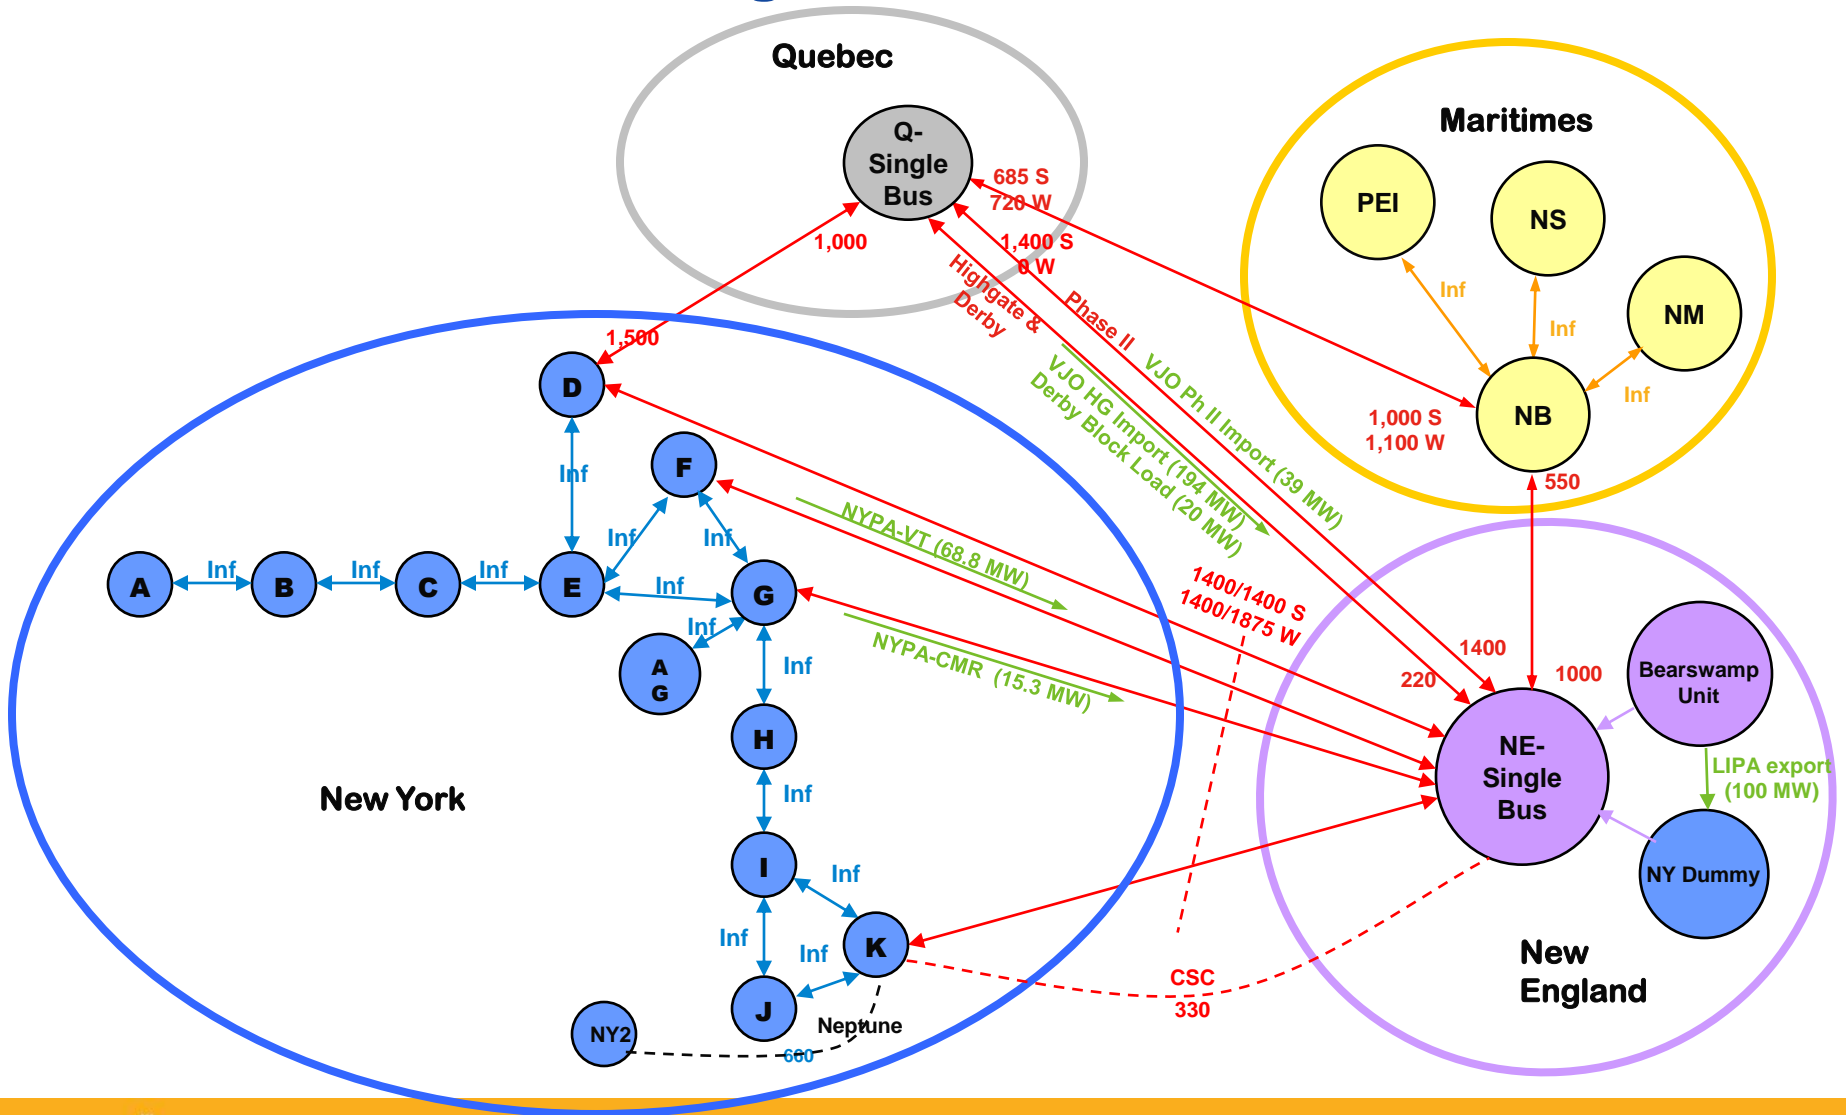 Quebec
Q-
Single
Bus
685 S
720 W
1,000
1,400 S
0 W
Highgate &
Derby
Phase II
Maritimes
PEI
NS
NM
NB
Inf
Inf
Inf
1,000 S
1,100 W
550
1,500
D
F
Inf
Inf
Inf
A
Inf
B
Inf
C
Inf
E
Inf
G
Inf
A
G
Inf
H
Inf
I
Inf
Inf
Inf
K
J
NY2
Neptune
660
New York
VJO HG Import (194 MW)
Derby Block Load (20 MW)
VJO Ph II Import (39 MW)
NYPA-VT (68.8 MW)
NYPA-CMR (15.3 MW)
1400/1400 S
1400/1875 W
1400
220
1000
Bearswamp
Unit
NE-
Single
Bus
LIPA export
(100 MW)
NY Dummy
New
England
CSC
330